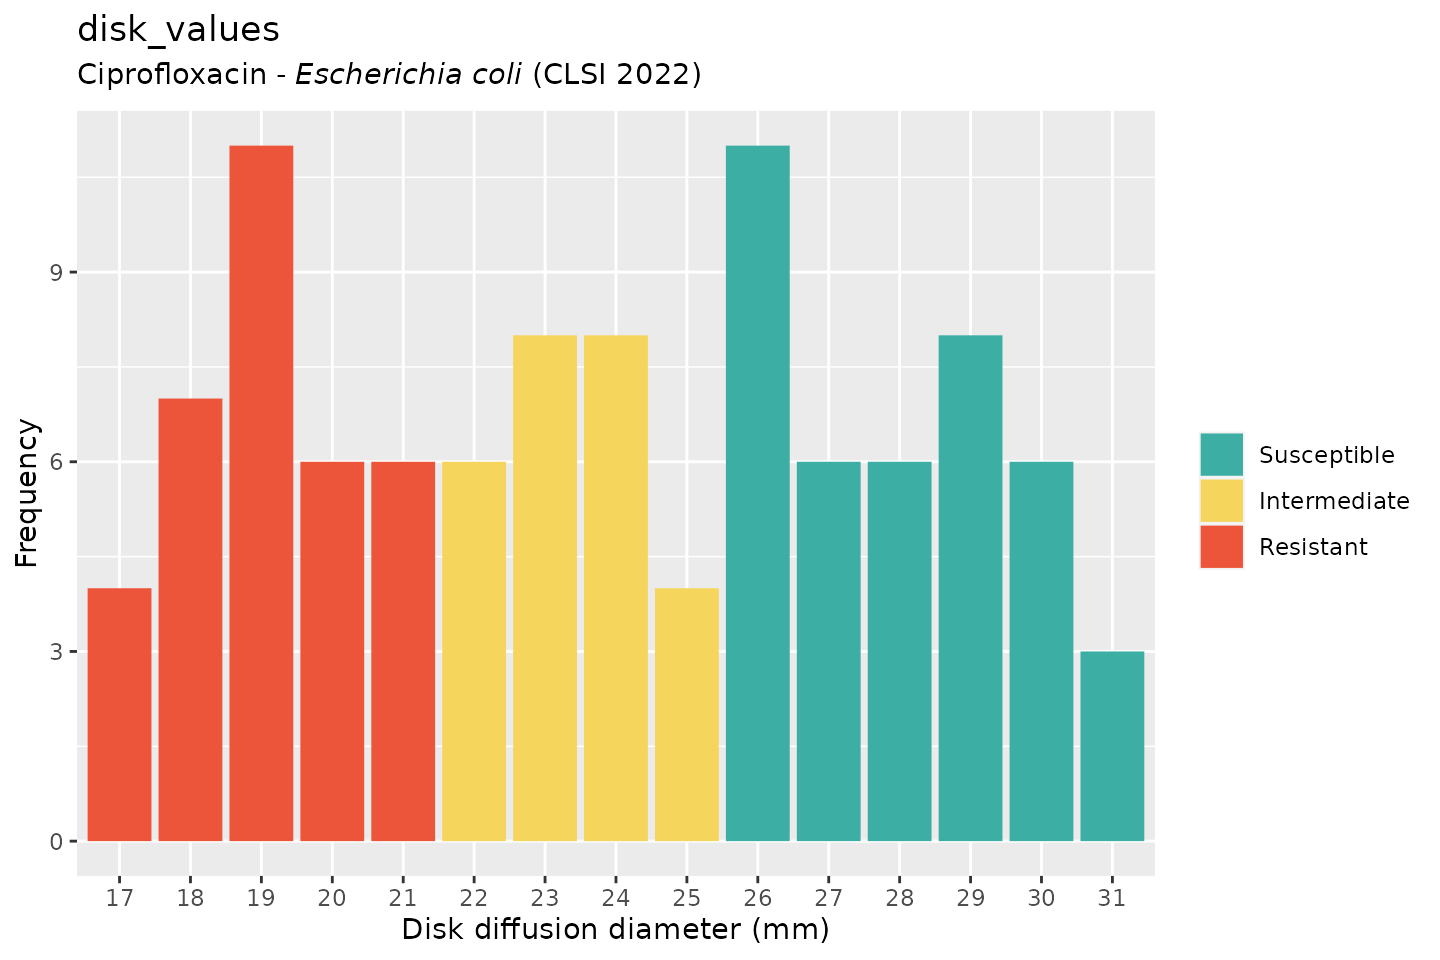 disk_values
Ciprofloxacin - Escherichia coli (CLSI 2022)
Frequency
9
6
3
0
17 18 19 20 21 22 23 24 25 26 27 28 29 30 31
Disk diffusion diameter (mm)
Susceptible
Intermediate
Resistant